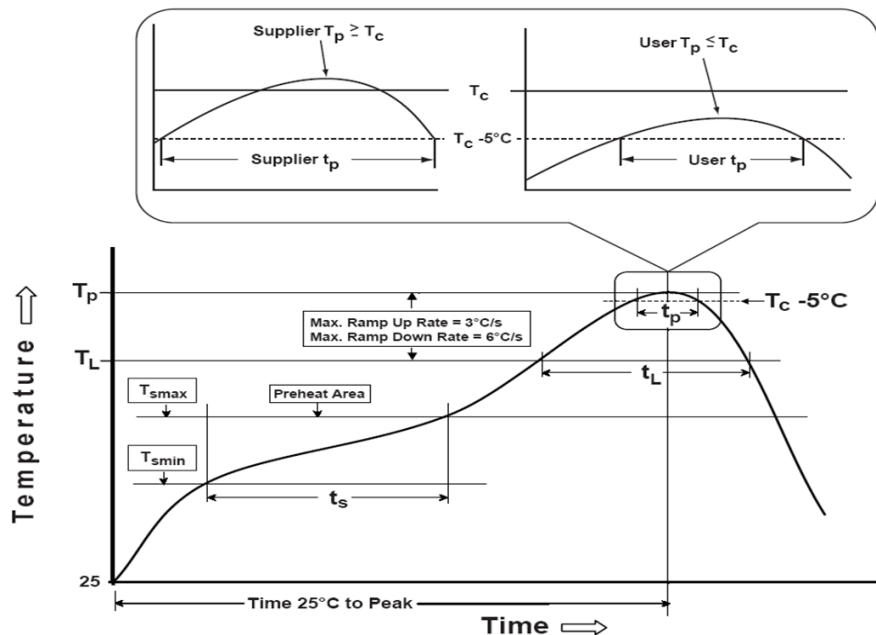 Supplier Tp ≥ Tc
User Tp ≤ Tc
Tc
Tc -5°C
Supplier tp
User tp
Tp
Tc -5°C
tp
Max. Ramp Up Rate = 3°C/s
Max. Ramp Down Rate = 6°C/s
TL
tL
Tsmax
Preheat Area
Tsmin
ts
Temperature
25
Time 25°C to Peak
Time